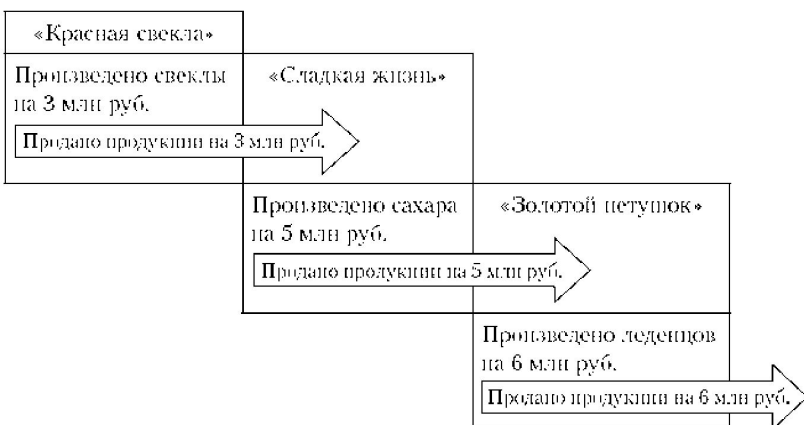 «Красная свекла»
Произведено свеклы
на 3 млн руб.
Продано продукции на 3 млн руб.
«Сладкая жизнь»
Произведено сахара
на 5 млн руб.
Продано продукции на 5 млн руб.
«Золотой петушок»
Произведено леденцов
на 6 млн руб.
Продано продукции на 6 млн руб.